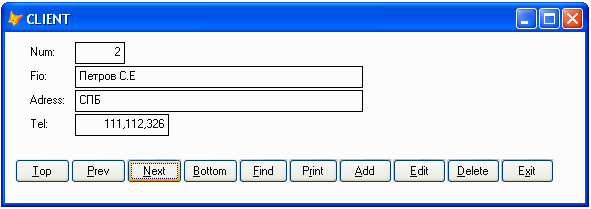 CLIENT
Num: 2
Fio: Петров С.Е
Adress: СПБ
Tel: 111,112,326
Top Prev Next Bottom Find Print Add Edit Delete Exit